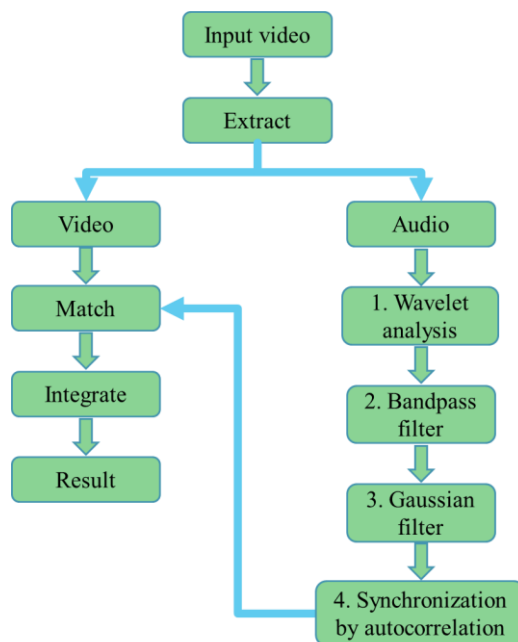 Input video
Extract
Video
Audio
Match
1. Wavelet
analysis
Integrate
2. Bandpass
filter
Result
3. Gaussian
filter
4. Synchronization
by autocorrelation